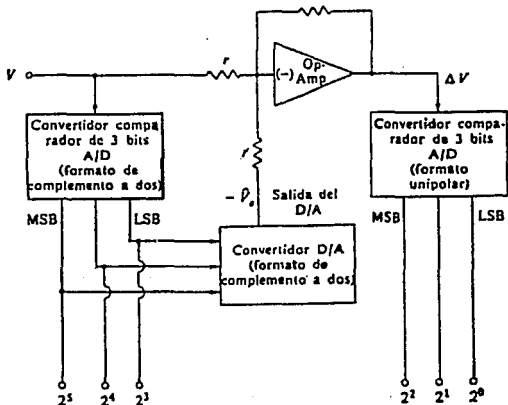 V
r
(-)
Op-
Amp
ΔV
Convertidor compa
rador de 3 bits
A/D
(formato de
complemento a dos)
r
Convertidor compa-
rador de 3 bits
A/D
(formato
unipolar)
MSB
LSB
Salida del
D/A
MSB
LSB
Convertidor D/A
(formato de
complemento a dos)
2⁵
2⁴
2³
2²
2¹
2⁰